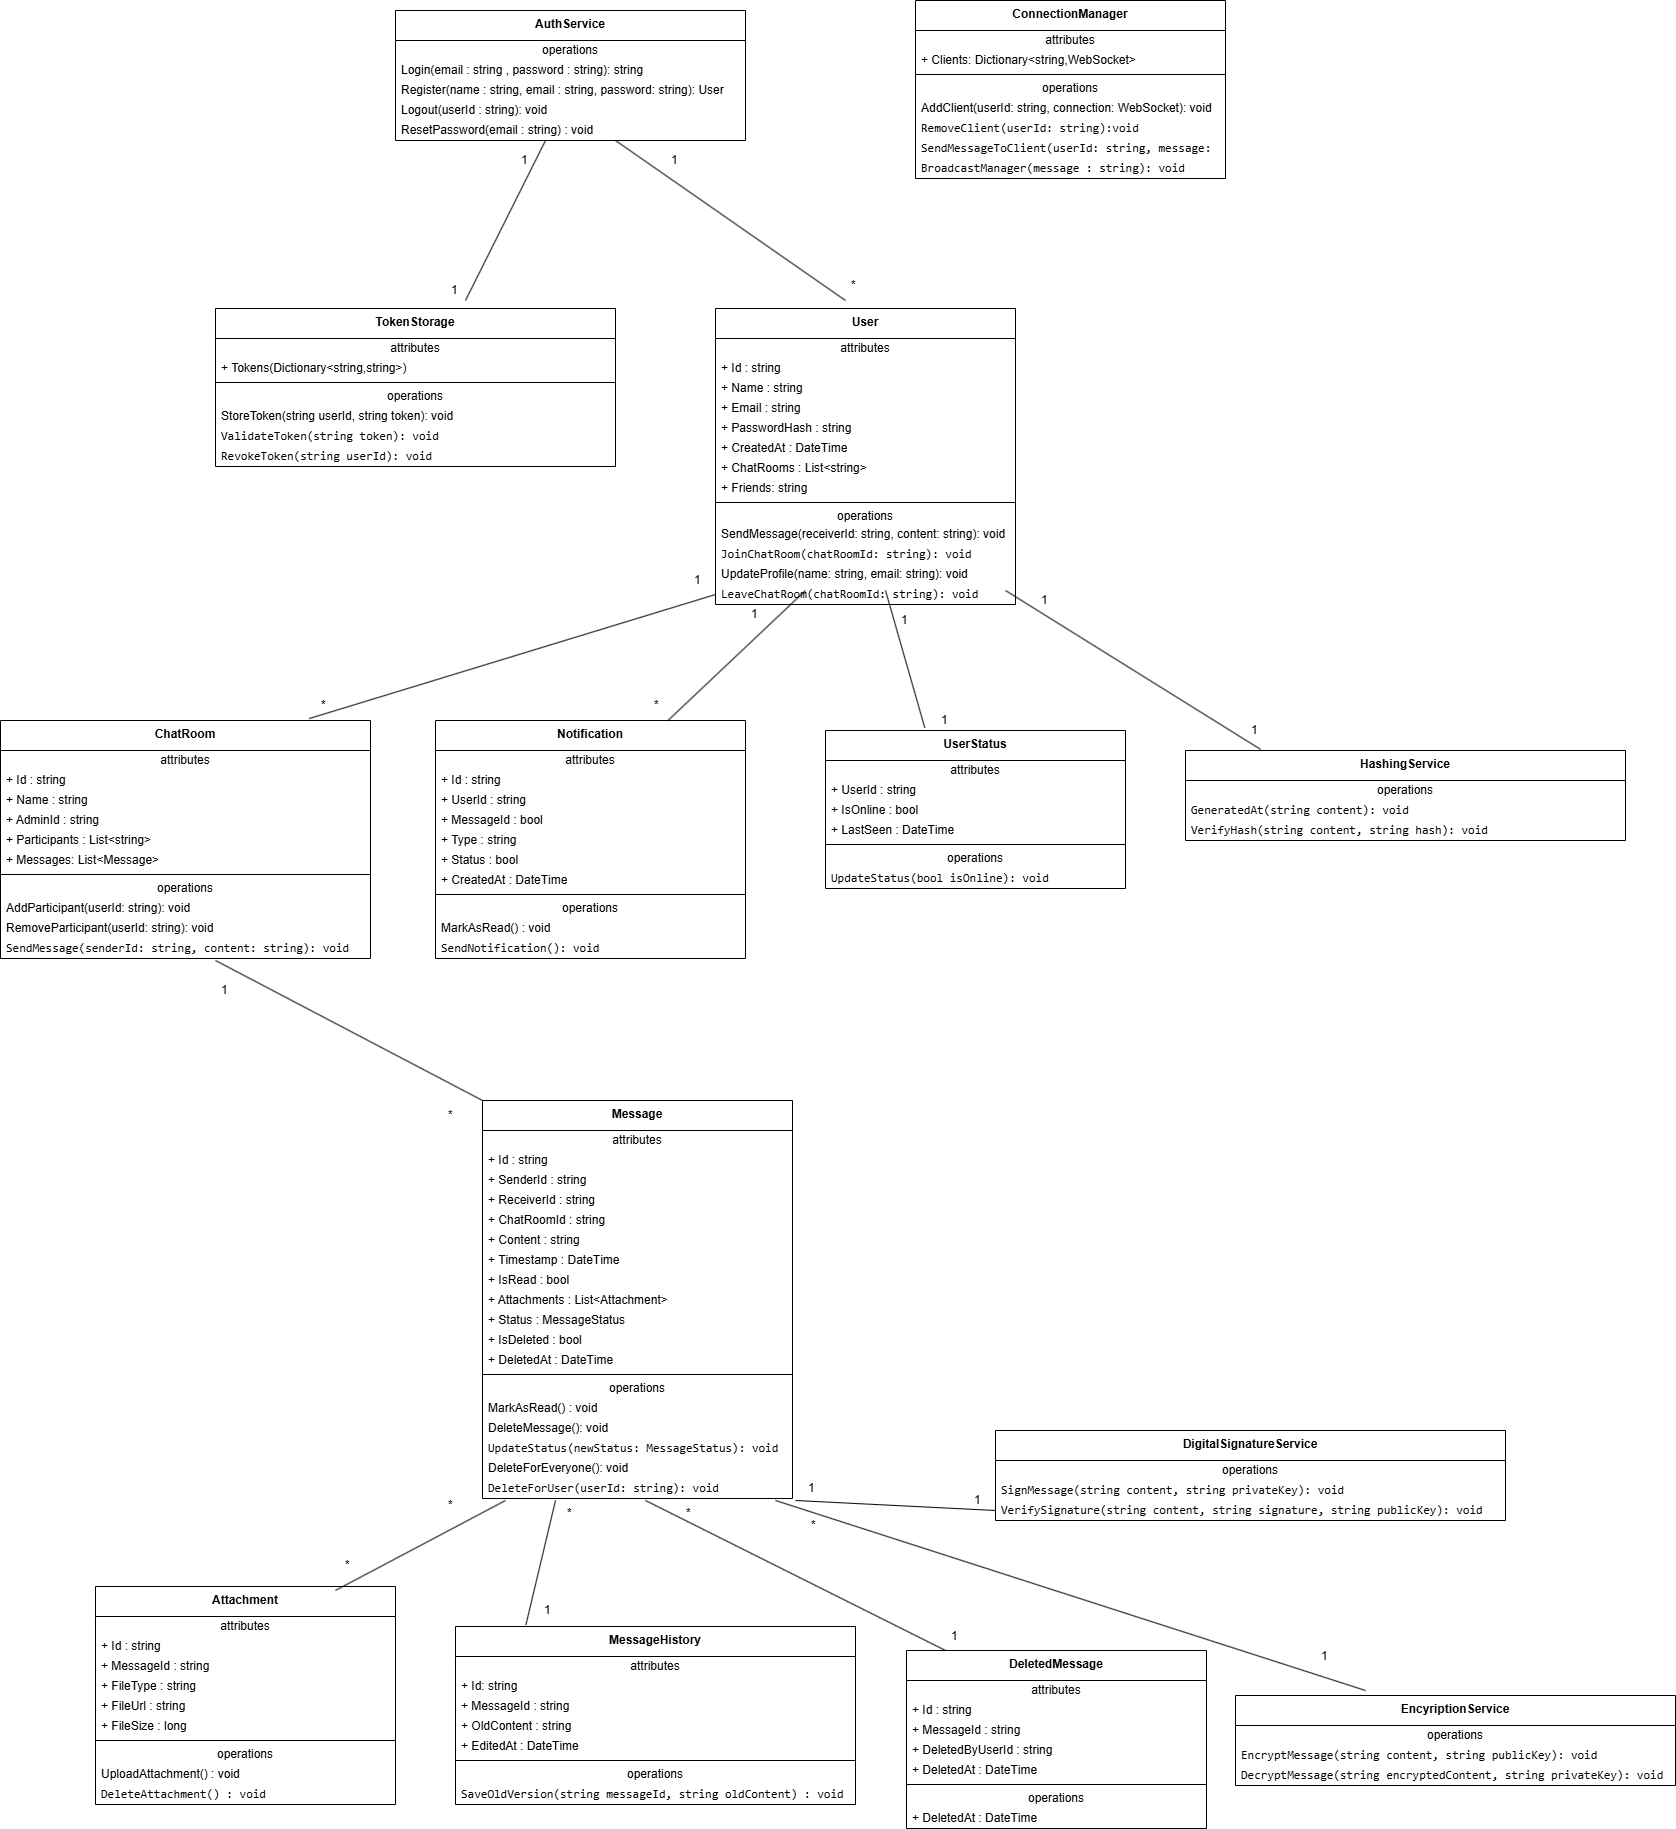 AuthService
operations
Login(email : string , password : string): string
Register(name : string, email : string, password: string): User
Logout(userId : string): void
ResetPassword(email : string) : void
ConnectionManager
attributes
+ Clients: Dictionary<string,WebSocket>
operations
AddClient(userId: string, connection: WebSocket): void
RemoveClient(userId: string):void
SendMessageToClient(userId: string, message:
BroadcastManager(message : string): void
1
1
1
*
TokenStorage
attributes
+ Tokens(Dictionary<string,string>)
operations
StoreToken(string userId, string token): void
ValidateToken(string token): void
RevokeToken(string userId): void
User
attributes
+ Id : string
+ Name : string
+ Email : string
+ PasswordHash : string
+ CreatedAt : DateTime
+ ChatRooms : List<string>
+ Friends: string
operations
SendMessage(receiverId: string, content: string): void
JoinChatRoom(chatRoomId: string): void
UpdateProfile(name: string, email: string): void
LeaveChatRoom(chatRoomId: string): void
1
1
1
1
*
*
1
1
ChatRoom
attributes
+ Id : string
+ Name : string
+ AdminId : string
+ Participants : List<string>
+ Messages: List<Message>
operations
AddParticipant(userId: string): void
RemoveParticipant(userId: string): void
SendMessage(senderId: string, content: string): void
Notification
attributes
+ Id : string
+ UserId : string
+ MessageId : bool
+ Type : string
+ Status : bool
+ CreatedAt : DateTime
operations
MarkAsRead() : void
SendNotification(): void
UserStatus
attributes
+ UserId : string
+ IsOnline : bool
+ LastSeen : DateTime
operations
UpdateStatus(bool isOnline): void
HashingService
operations
GeneratedAt(string content): void
VerifyHash(string content, string hash): void
1
*
Message
attributes
+ Id : string
+ SenderId : string
+ ReceiverId : string
+ ChatRoomId : string
+ Content : string
+ Timestamp : DateTime
+ IsRead : bool
+ Attachments : List<Attachment>
+ Status : MessageStatus
+ IsDeleted : bool
+ DeletedAt : DateTime
operations
MarkAsRead() : void
DeleteMessage(): void
UpdateStatus(newStatus: MessageStatus): void
DeleteForEveryone(): void
DeleteForUser(userId: string): void
DigitalSignatureService
operations
SignMessage(string content, string privateKey): void
VerifySignature(string content, string signature, string publicKey): void
1
1
*
*
*
*
*
1
1
1
Attachment
attributes
+ Id : string
+ MessageId : string
+ FileType : string
+ FileUrl : string
+ FileSize : long
operations
UploadAttachment() : void
DeleteAttachment() : void
MessageHistory
attributes
+ Id: string
+ MessageId : string
+ OldContent : string
+ EditedAt : DateTime
operations
SaveOldVersion(string messageId, string oldContent) : void
DeletedMessage
attributes
+ Id : string
+ MessageId : string
+ DeletedByUserId : string
+ DeletedAt : DateTime
operations
+ DeletedAt : DateTime
EncyriptionService
operations
EncryptMessage(string content, string publicKey): void
DecryptMessage(string encryptedContent, string privateKey): void